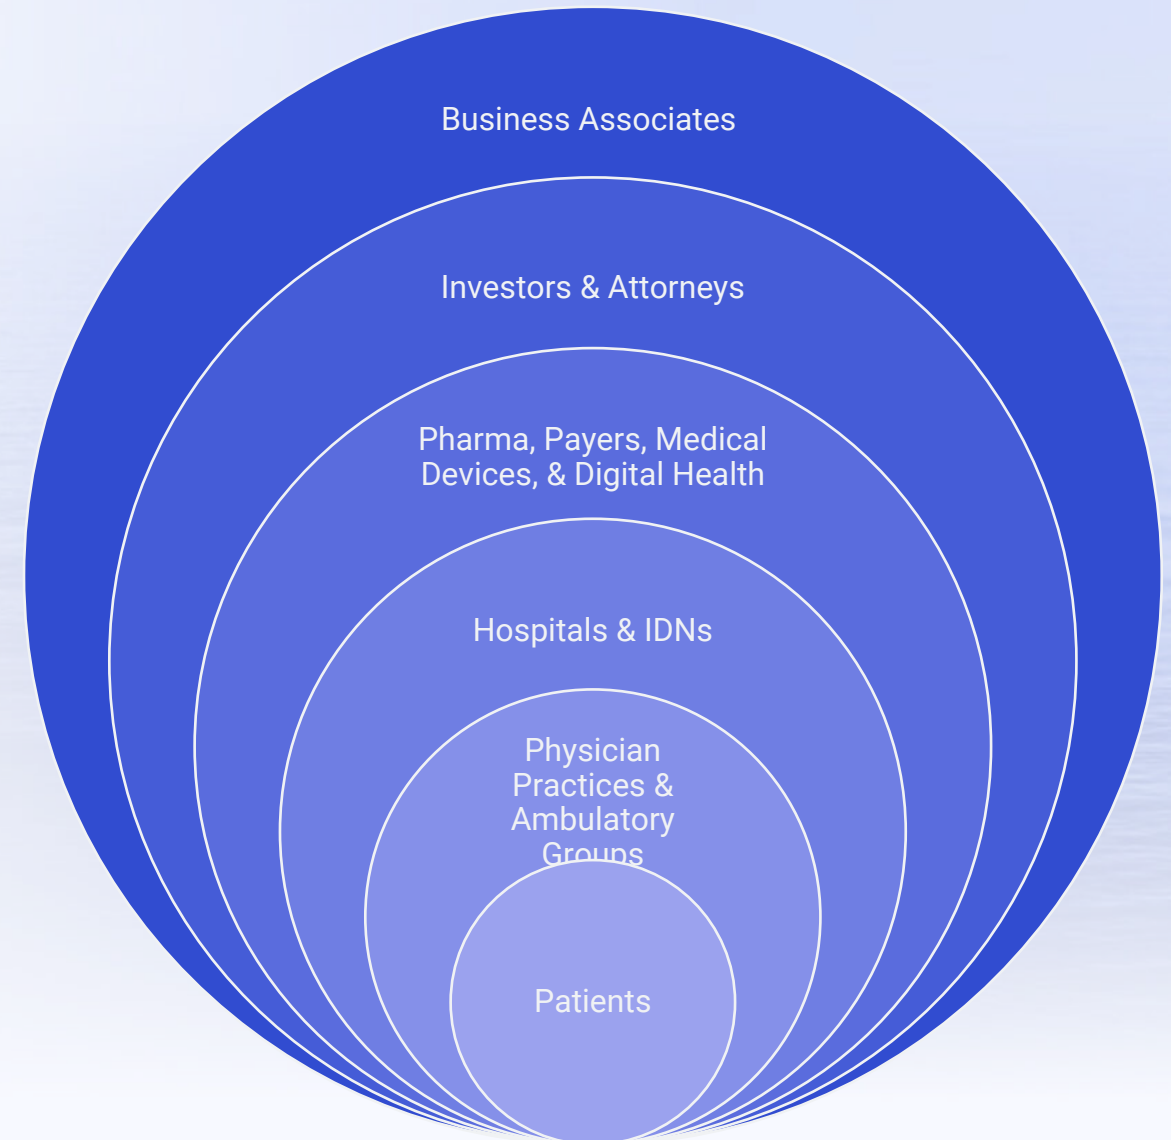 Business Associates
Investors & Attorneys
Pharma, Payers, Medical
Devices, & Digital Health
Hospitals & IDNs
Physician
Practices &
Ambulatory
Groups
Patients